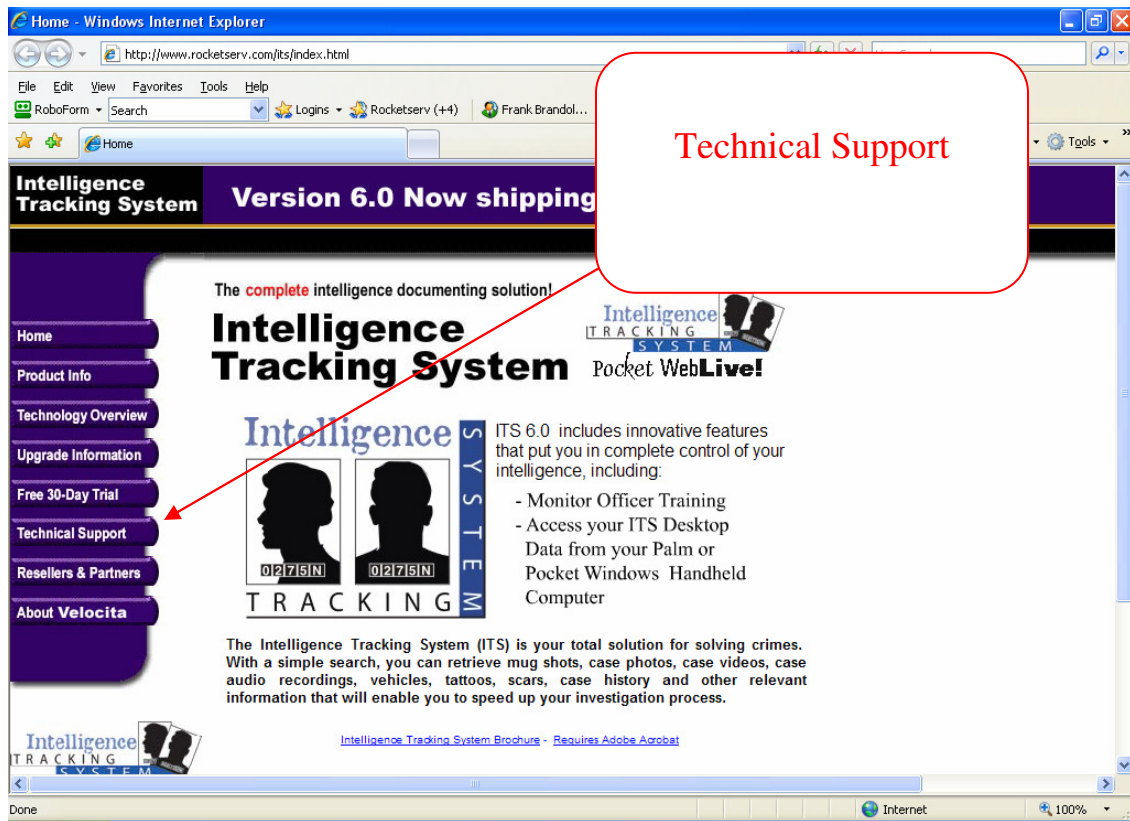 Home - Windows Internet Explorer
http://www.rocketserv.com/its/index.html
File Edit View Favorites Tools Help
RoboForm Search Logins Rocketserv (+4) Frank Brandol...
Home
Tools
Technical Support
Intelligence
Tracking System
Version 6.0 Now shipping
Home
Product Info
Technology Overview
Upgrade Information
Free 30-Day Trial
Technical Support
Resellers & Partners
About Velocita
The complete intelligence documenting solution!
Intelligence
Tracking System
Intelligence
TRACKING
SYSTEM
Pocket WebLive!
Intelligence
SYSTEM
0275N 0275N
TRACKING
ITS 6.0 includes innovative features
that put you in complete control of your
intelligence, including:
- Monitor Officer Training
- Access your ITS Desktop
Data from your Palm or
Pocket Windows Handheld
Computer
The Intelligence Tracking System (ITS) is your total solution for solving crimes.
With a simple search, you can retrieve mug shots, case photos, case videos, case
audio recordings, vehicles, tattoos, scars, case history and other relevant
information that will enable you to speed up your investigation process.
Intelligence Tracking System Brochure - Requires Adobe Acrobat
Intelligence
TRACKING
SYSTEM
Done
Internet
100%